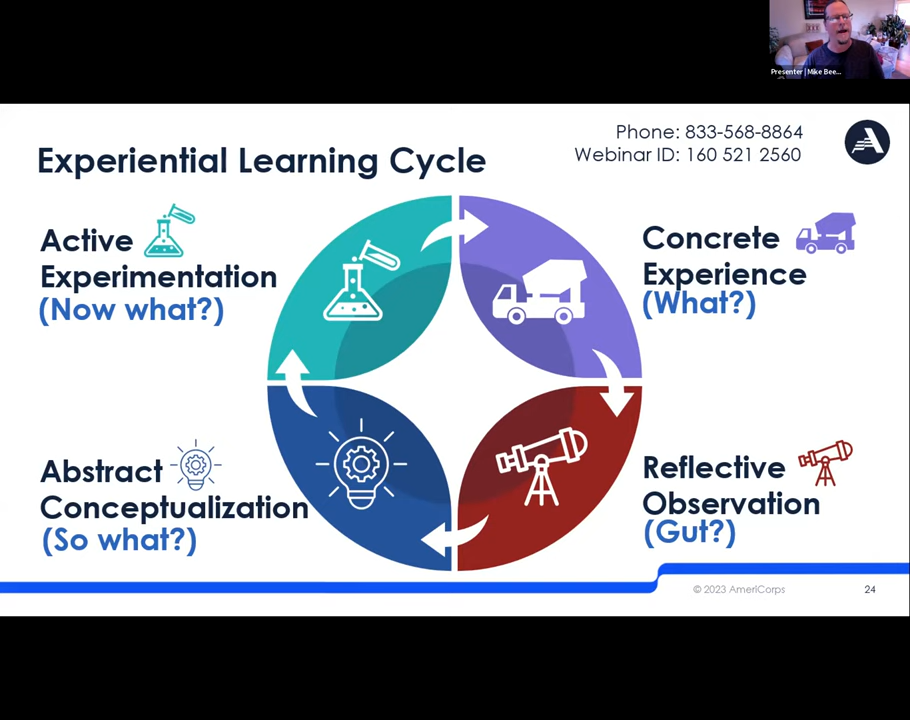 Presenter | Mike Bee...
Phone: 833-568-8864
Webinar ID: 160 521 2560
Experiential Learning Cycle
Active
Experimentation
(Now what?)
Concrete
Experience
(What?)
Abstract
Conceptualization
(So what?)
Reflective
Observation
(Gut?)
© 2023 AmeriCorps
24